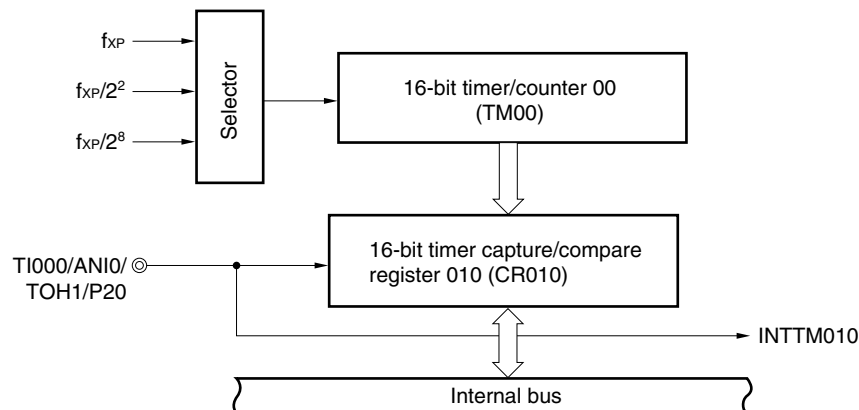 fXP
fXP/2²
fXP/2⁸
Selector
16-bit timer/counter 00
(TM00)
16-bit timer capture/compare
register 010 (CR010)
TI000/ANI0/
TOH1/P20
INTTM010
Internal bus